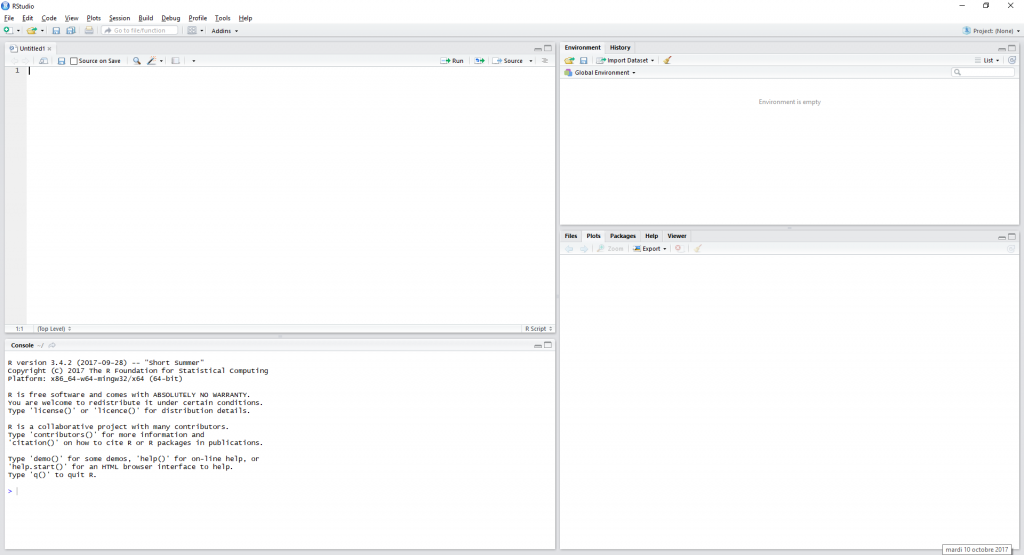 RStudio
File Edit Code View Plots Session Build Debug Profile Tools Help
Go to file/function Addins Project: (None)
Untitled1
Source on Save Run Source
1
1:1 (Top Level) R Script
Console ~/
R version 3.4.2 (2017-09-28) -- "Short Summer"
Copyright (C) 2017 The R Foundation for Statistical Computing
Platform: x86_64-w64-mingw32/x64 (64-bit)
R is free software and comes with ABSOLUTELY NO WARRANTY.
You are welcome to redistribute it under certain conditions.
Type 'license()' or 'licence()' for distribution details.
R is a collaborative project with many contributors.
Type 'contributors()' for more information and
'citation()' on how to cite R or R packages in publications.
Type 'demo()' for some demos, 'help()' for on-line help, or
'help.start()' for an HTML browser interface to help.
Type 'q()' to quit R.
>
Environment History
Import Dataset List
Global Environment
Environment is empty
Files Plots Packages Help Viewer
Zoom Export
mardi 10 octobre 2017